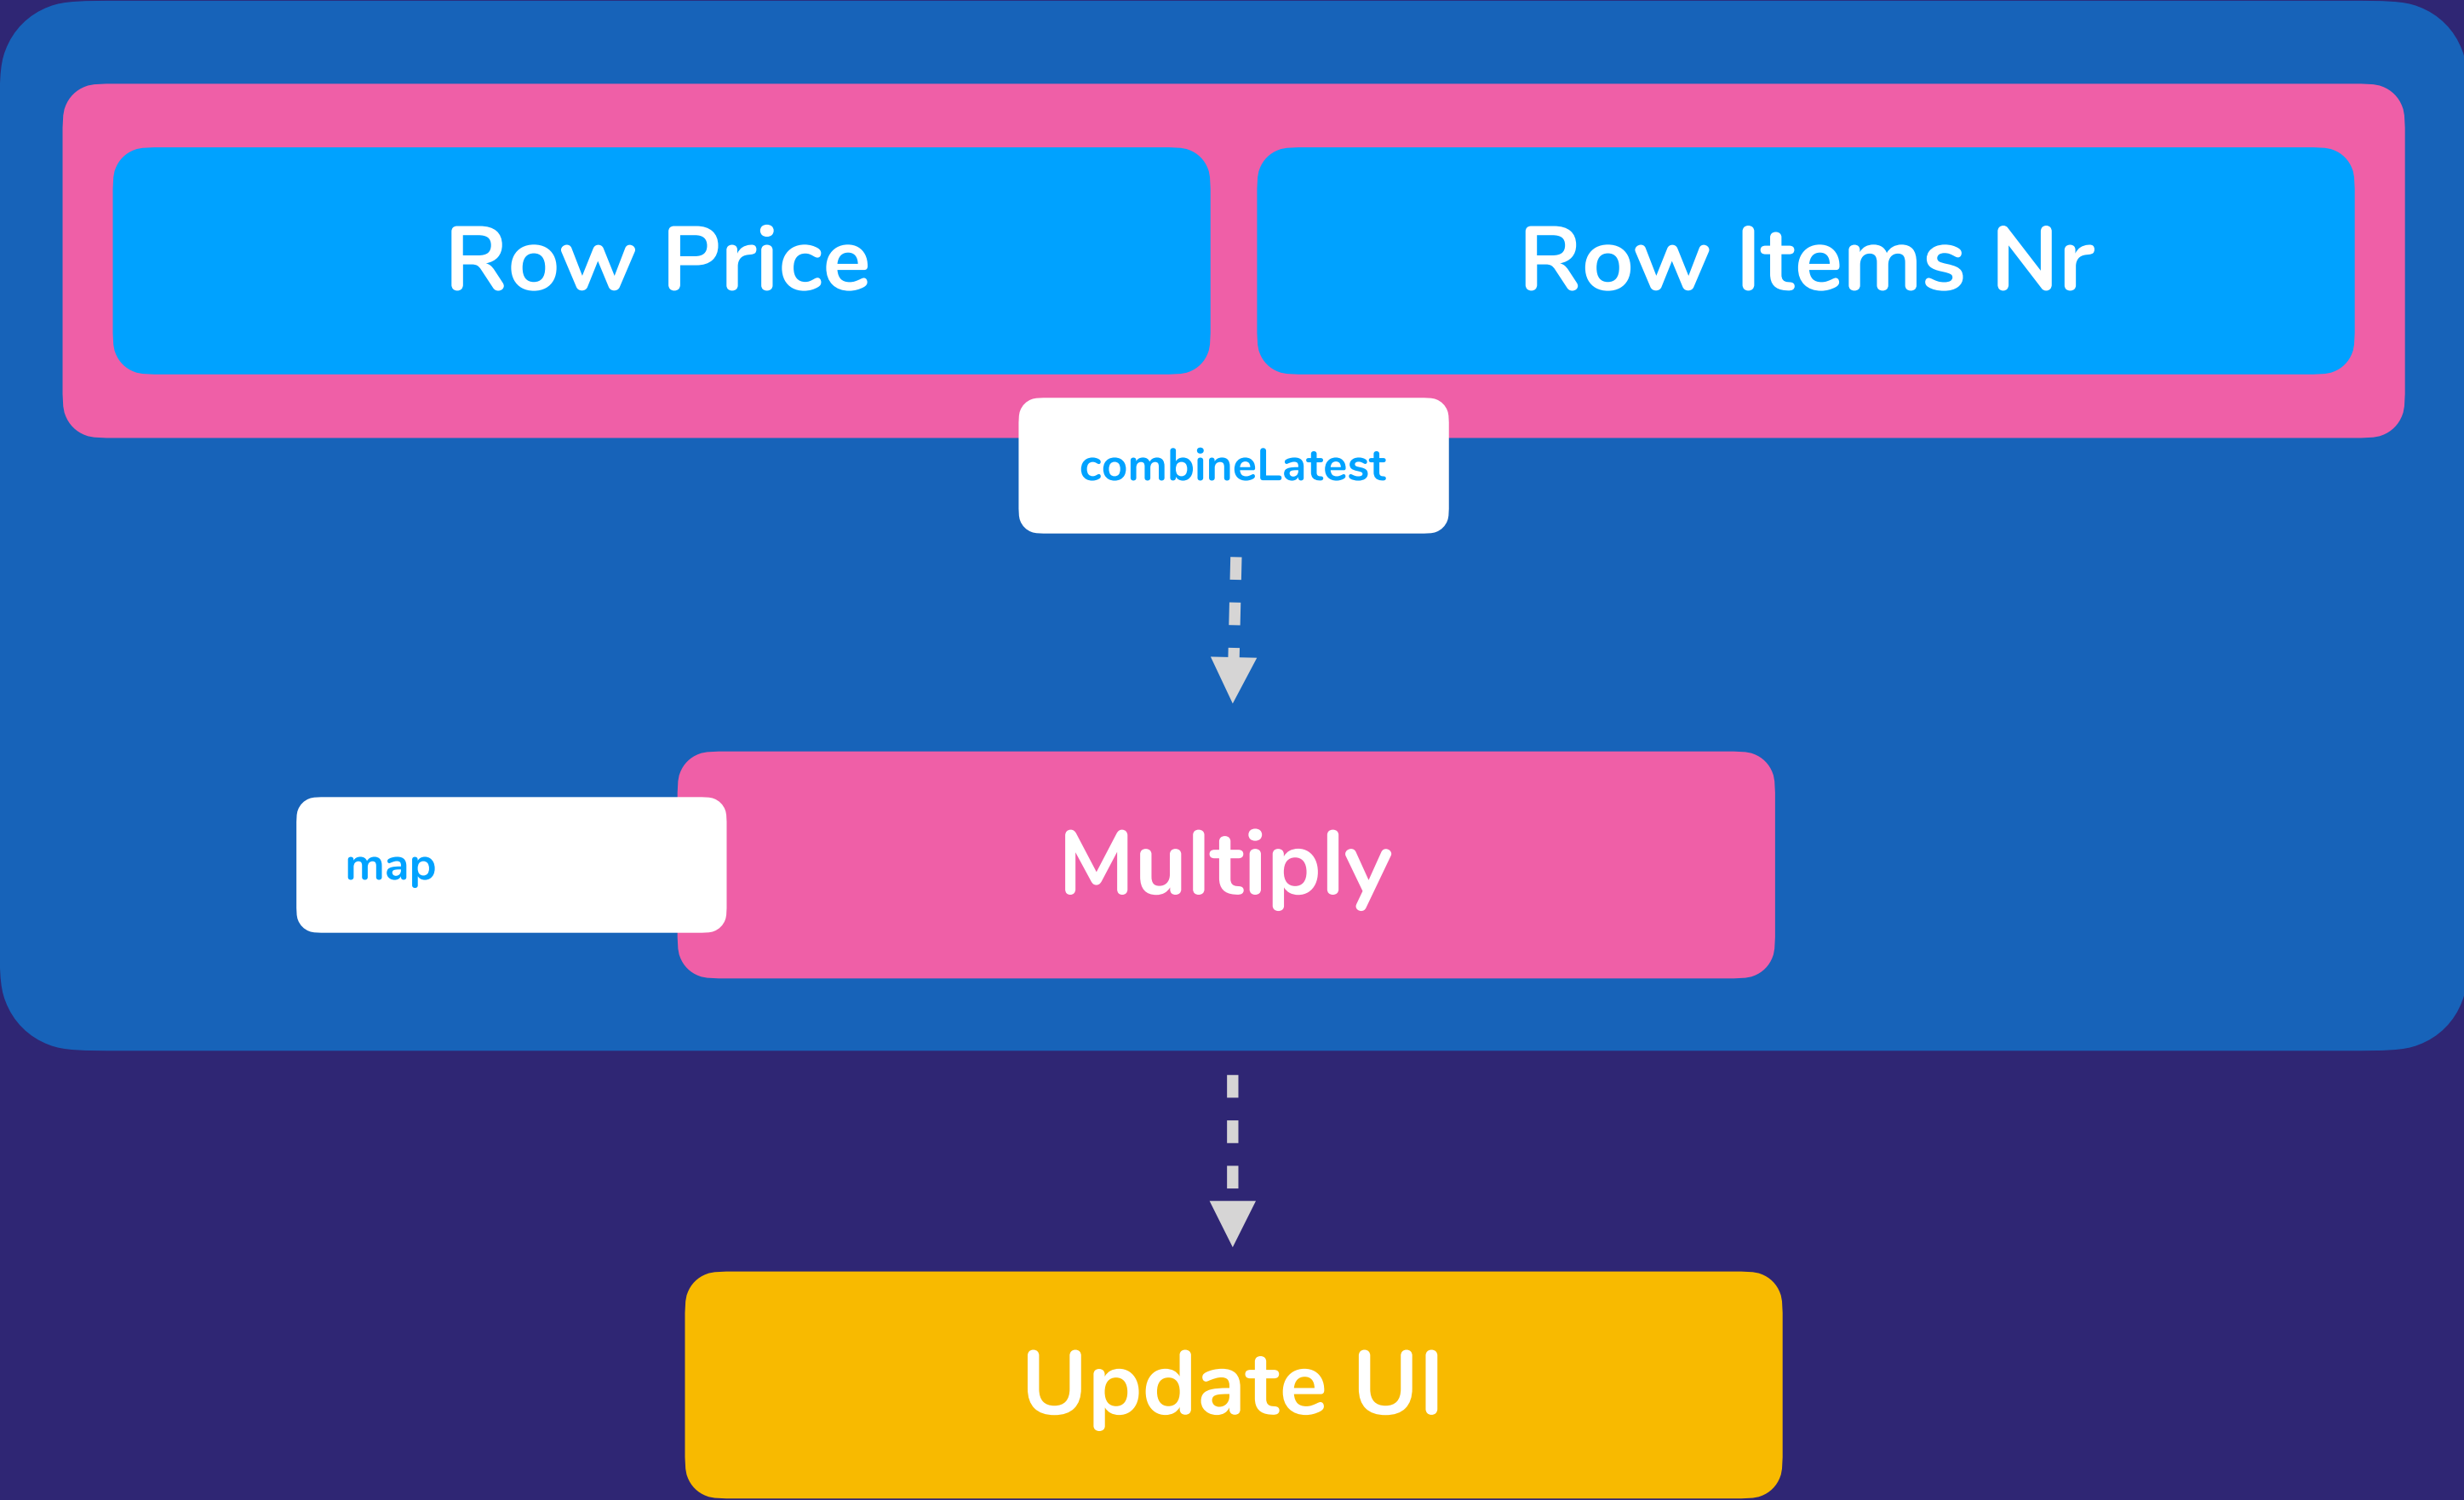 Row Price
Row Items Nr
combineLatest
map
Multiply
Update UI